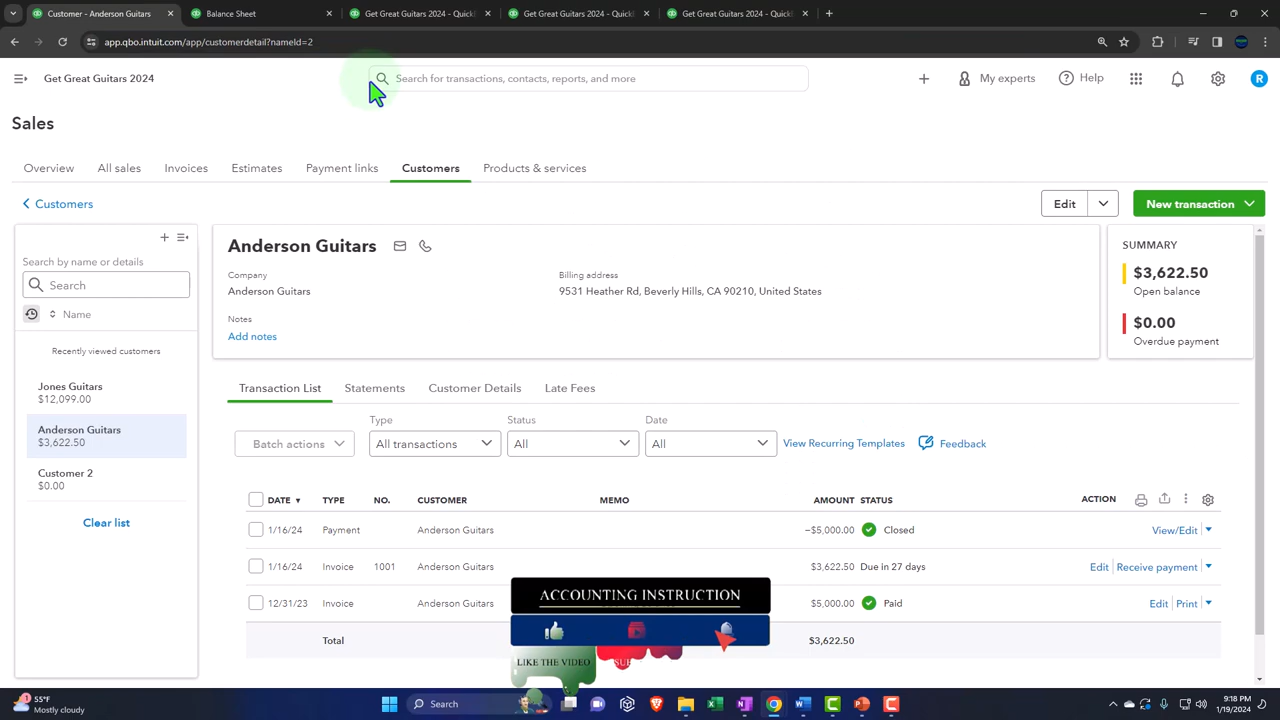 Customer - Anderson Guitars
Balance Sheet
Get Great Guitars 2024 - Quick
Get Great Guitars 2024 - Quick
Get Great Guitars 2024 - Quick
app.qbo.intuit.com/app/customerdetail?nameId=2
Get Great Guitars 2024
Search for transactions, contacts, reports, and more
My experts
Help
R
Sales
Overview
All sales
Invoices
Estimates
Payment links
Customers
Products & services
Customers
Edit
New transaction
Search by name or details
Search
Name
Recently viewed customers
Jones Guitars
$12,099.00
Anderson Guitars
$3,622.50
Customer 2
$0.00
Clear list
Anderson Guitars
Company
Anderson Guitars
Billing address
9531 Heather Rd, Beverly Hills, CA 90210, United States
Notes
Add notes
SUMMARY
$3,622.50
Open balance
$0.00
Overdue payment
Transaction List
Statements
Customer Details
Late Fees
Type
Status
Date
Batch actions
All transactions
All
All
View Recurring Templates
Feedback
DATE TYPE NO. CUSTOMER MEMO AMOUNT STATUS ACTION
1/16/24 Payment Anderson Guitars −$5,000.00 Closed View/Edit
1/16/24 Invoice 1001 Anderson Guitars $3,622.50 Due in 27 days Edit Receive payment
12/31/23 Invoice Anderson Guitars $5,000.00 Paid Edit Print
Total $3,622.50
ACCOUNTING INSTRUCTION
LIKE THE VIDEO
55°F
Mostly cloudy
Search
9:18 PM
1/19/2024